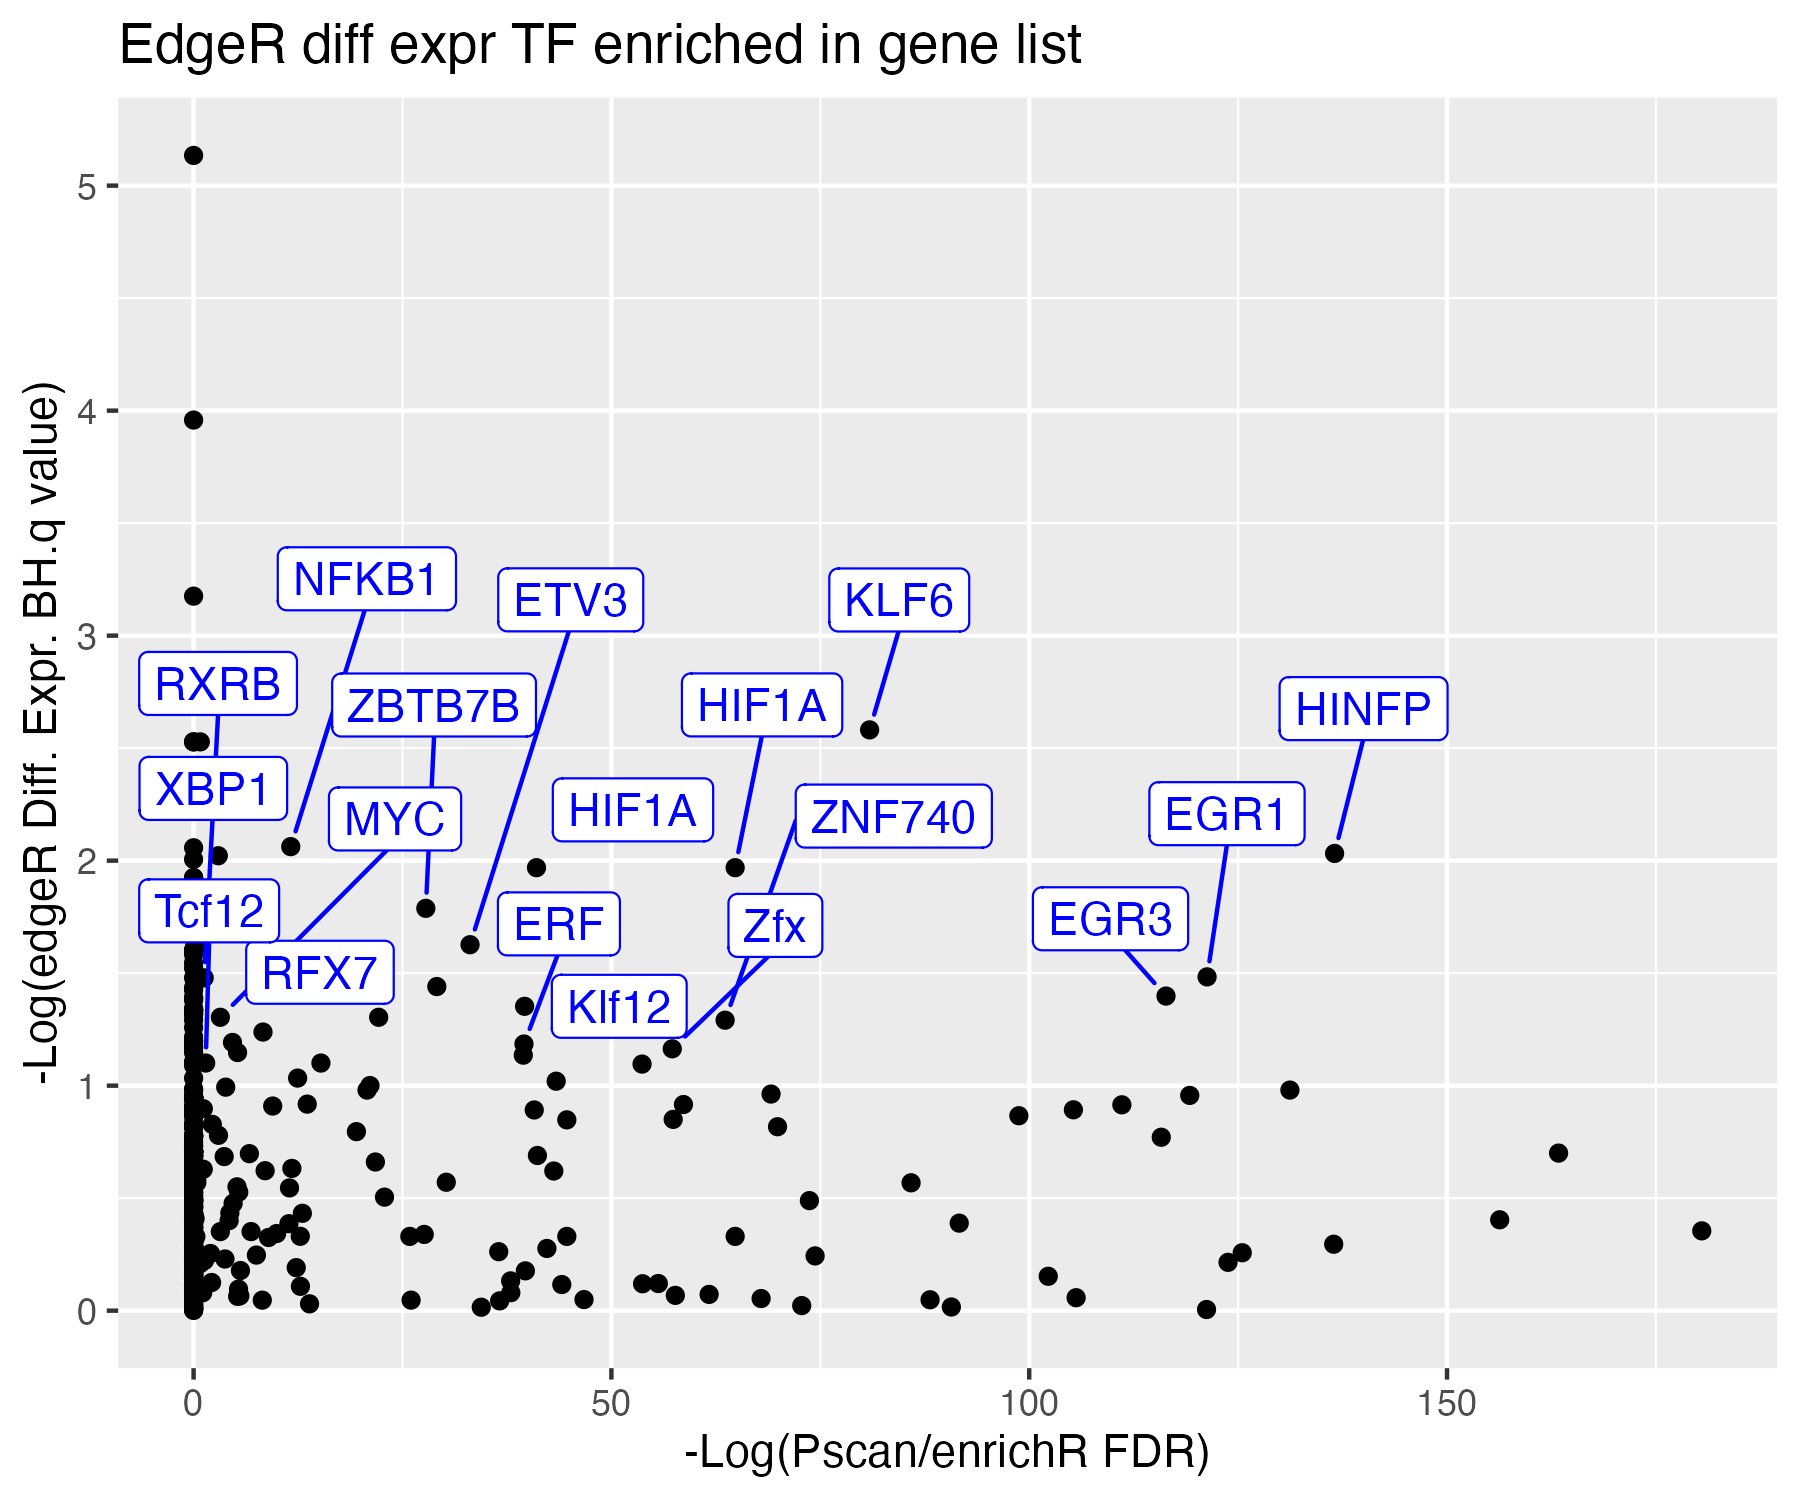 EdgeR diff expr TF enriched in gene list
-Log(edgeR Diff. Expr. BH.q value)
5
4
3
2
1
0
NFKB1
ETV3
KLF6
RXRB
ZBTB7B
HIF1A
HINFP
XBP1
MYC
HIF1A
ZNF740
EGR1
Tcf12
ERF
Zfx
EGR3
RFX7
Klf12
0
50
100
150
-Log(Pscan/enrichR FDR)